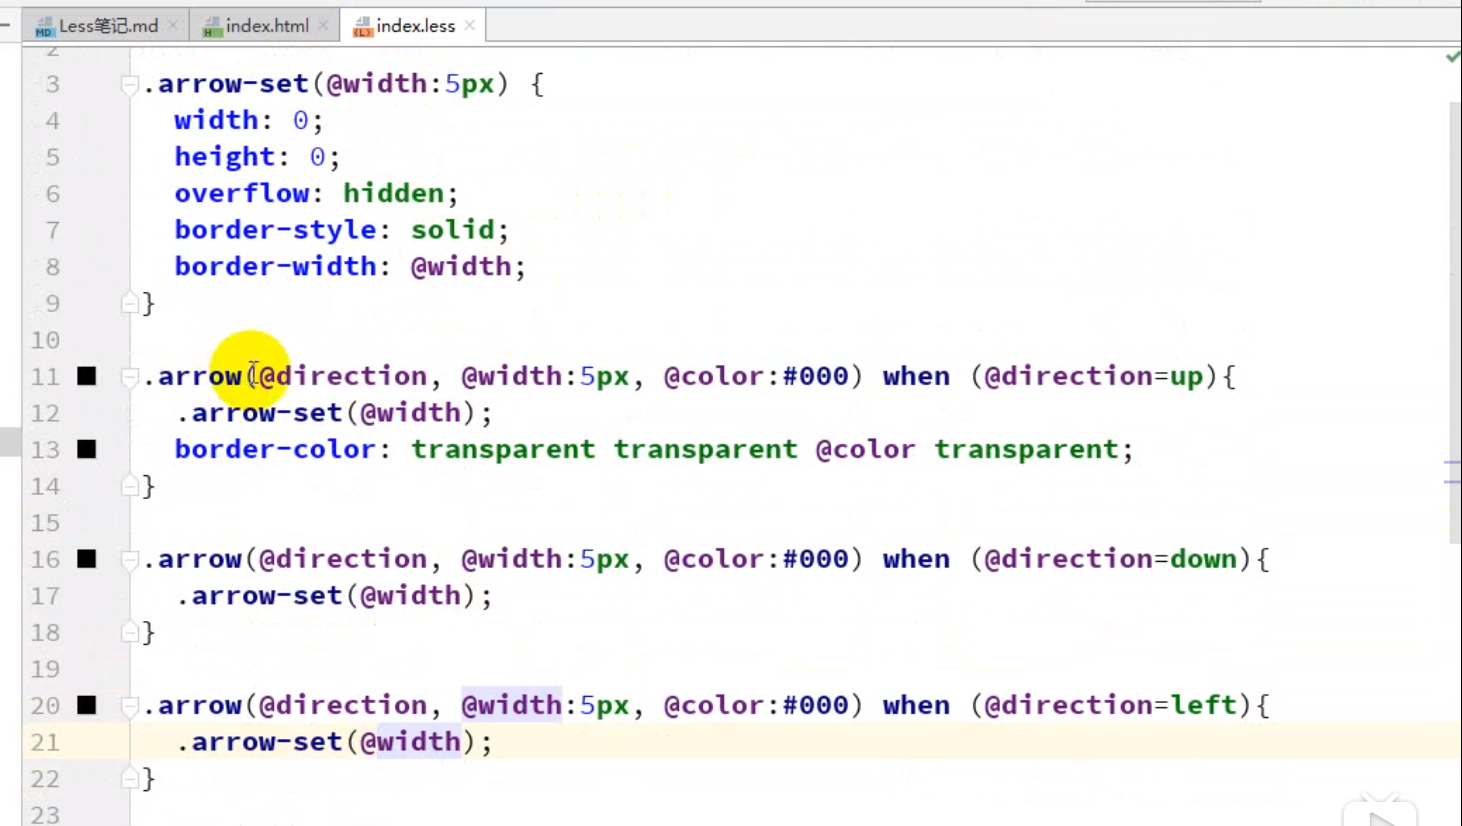 Less笔记.md index.html index.less
2
3 .arrow-set(@width:5px) {
4 width: 0;
5 height: 0;
6 overflow: hidden;
7 border-style: solid;
8 border-width: @width;
9 }
10
11 .arrow(@direction, @width:5px, @color:#000) when (@direction=up){
12 .arrow-set(@width);
13 border-color: transparent transparent @color transparent;
14 }
15
16 .arrow(@direction, @width:5px, @color:#000) when (@direction=down){
17 .arrow-set(@width);
18 }
19
20 .arrow(@direction, @width:5px, @color:#000) when (@direction=left){
21 .arrow-set(@width);
22 }
23